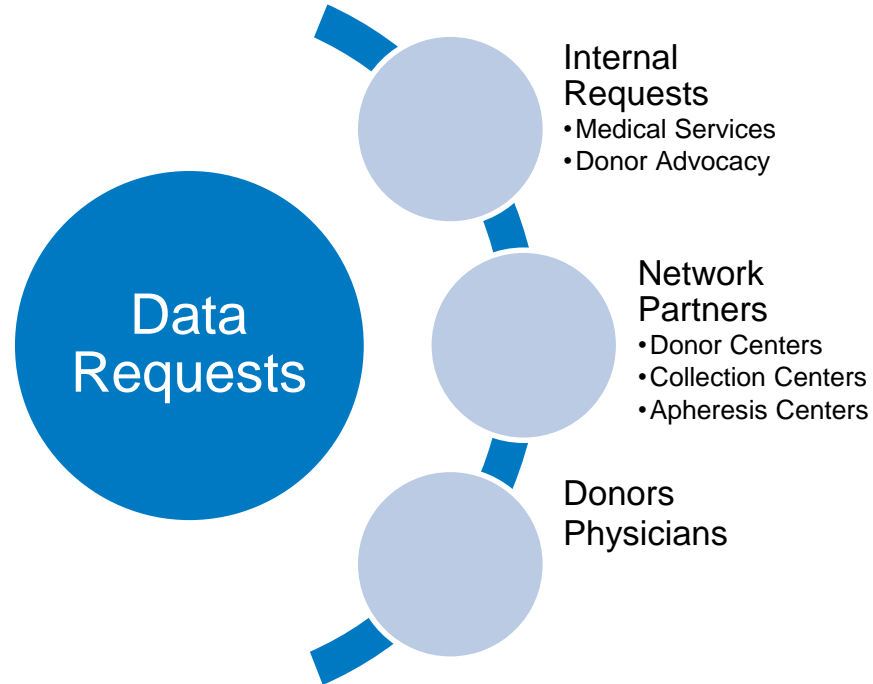 Data
Requests
Internal
Requests
•Medical Services
•Donor Advocacy
Network
Partners
•Donor Centers
•Collection Centers
•Apheresis Centers
Donors
Physicians